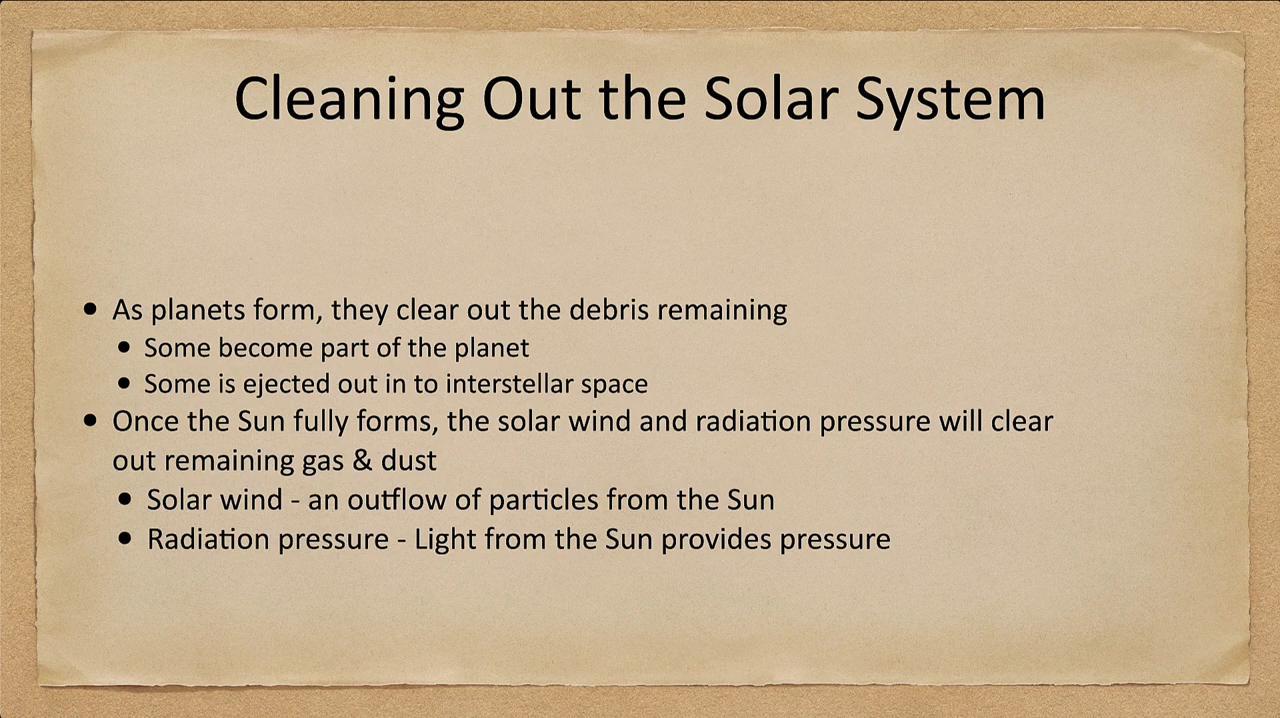 Cleaning Out the Solar System
• As planets form, they clear out the debris remaining
• Some become part of the planet
• Some is ejected out in to interstellar space
• Once the Sun fully forms, the solar wind and radiation pressure will clear
out remaining gas & dust
• Solar wind - an outflow of particles from the Sun
• Radiation pressure - Light from the Sun provides pressure